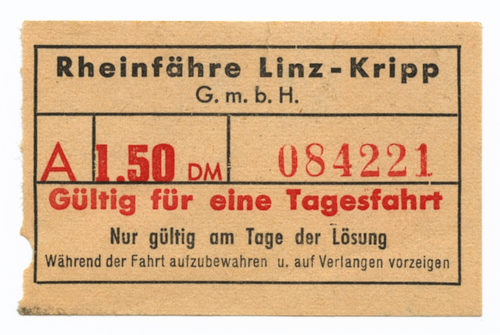 Rheinfähre Linz-Kripp
G. m. b. H.
A 1.50 DM 084221
Gültig für eine Tagesfahrt
Nur gültig am Tage der Lösung
Während der Fahrt aufzubewahren u. auf Verlangen vorzeigen